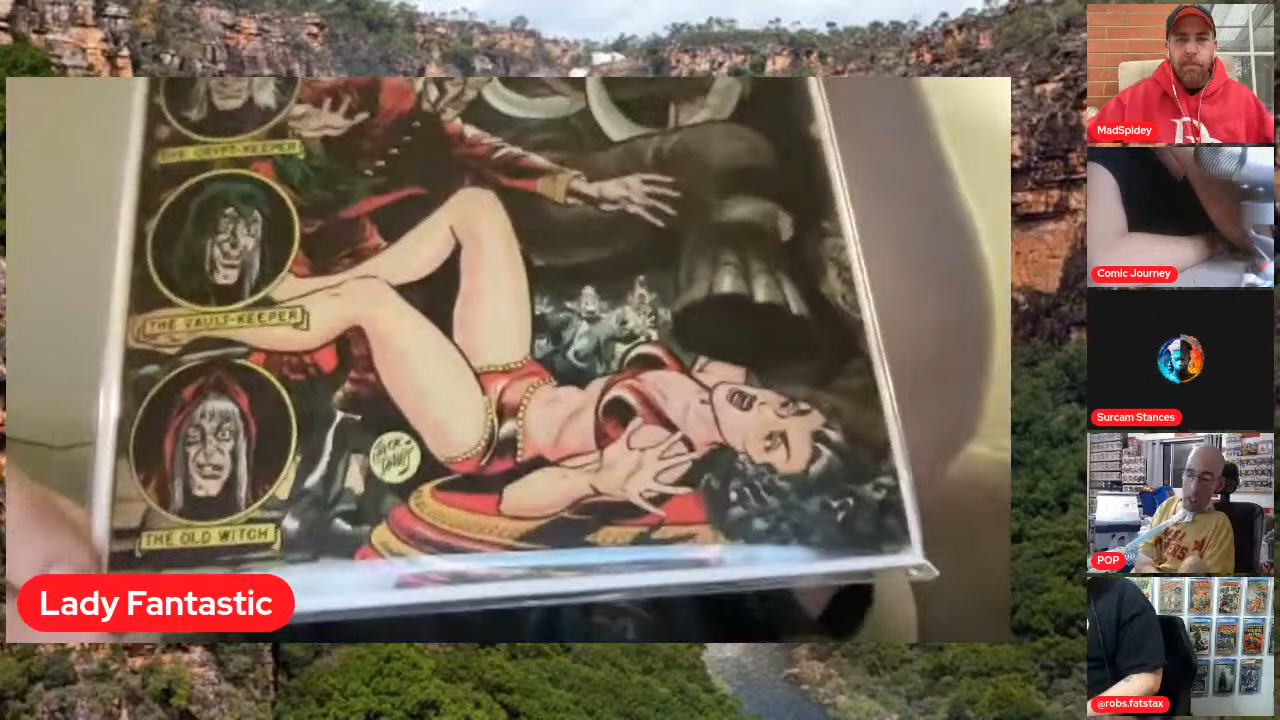 THE CRYPT-KEEPER
THE VAULT-KEEPER
THE OLD WITCH
Lady Fantastic
MadSpidey
Comic Journey
Surcam Stances
POP
@robs.fatstax